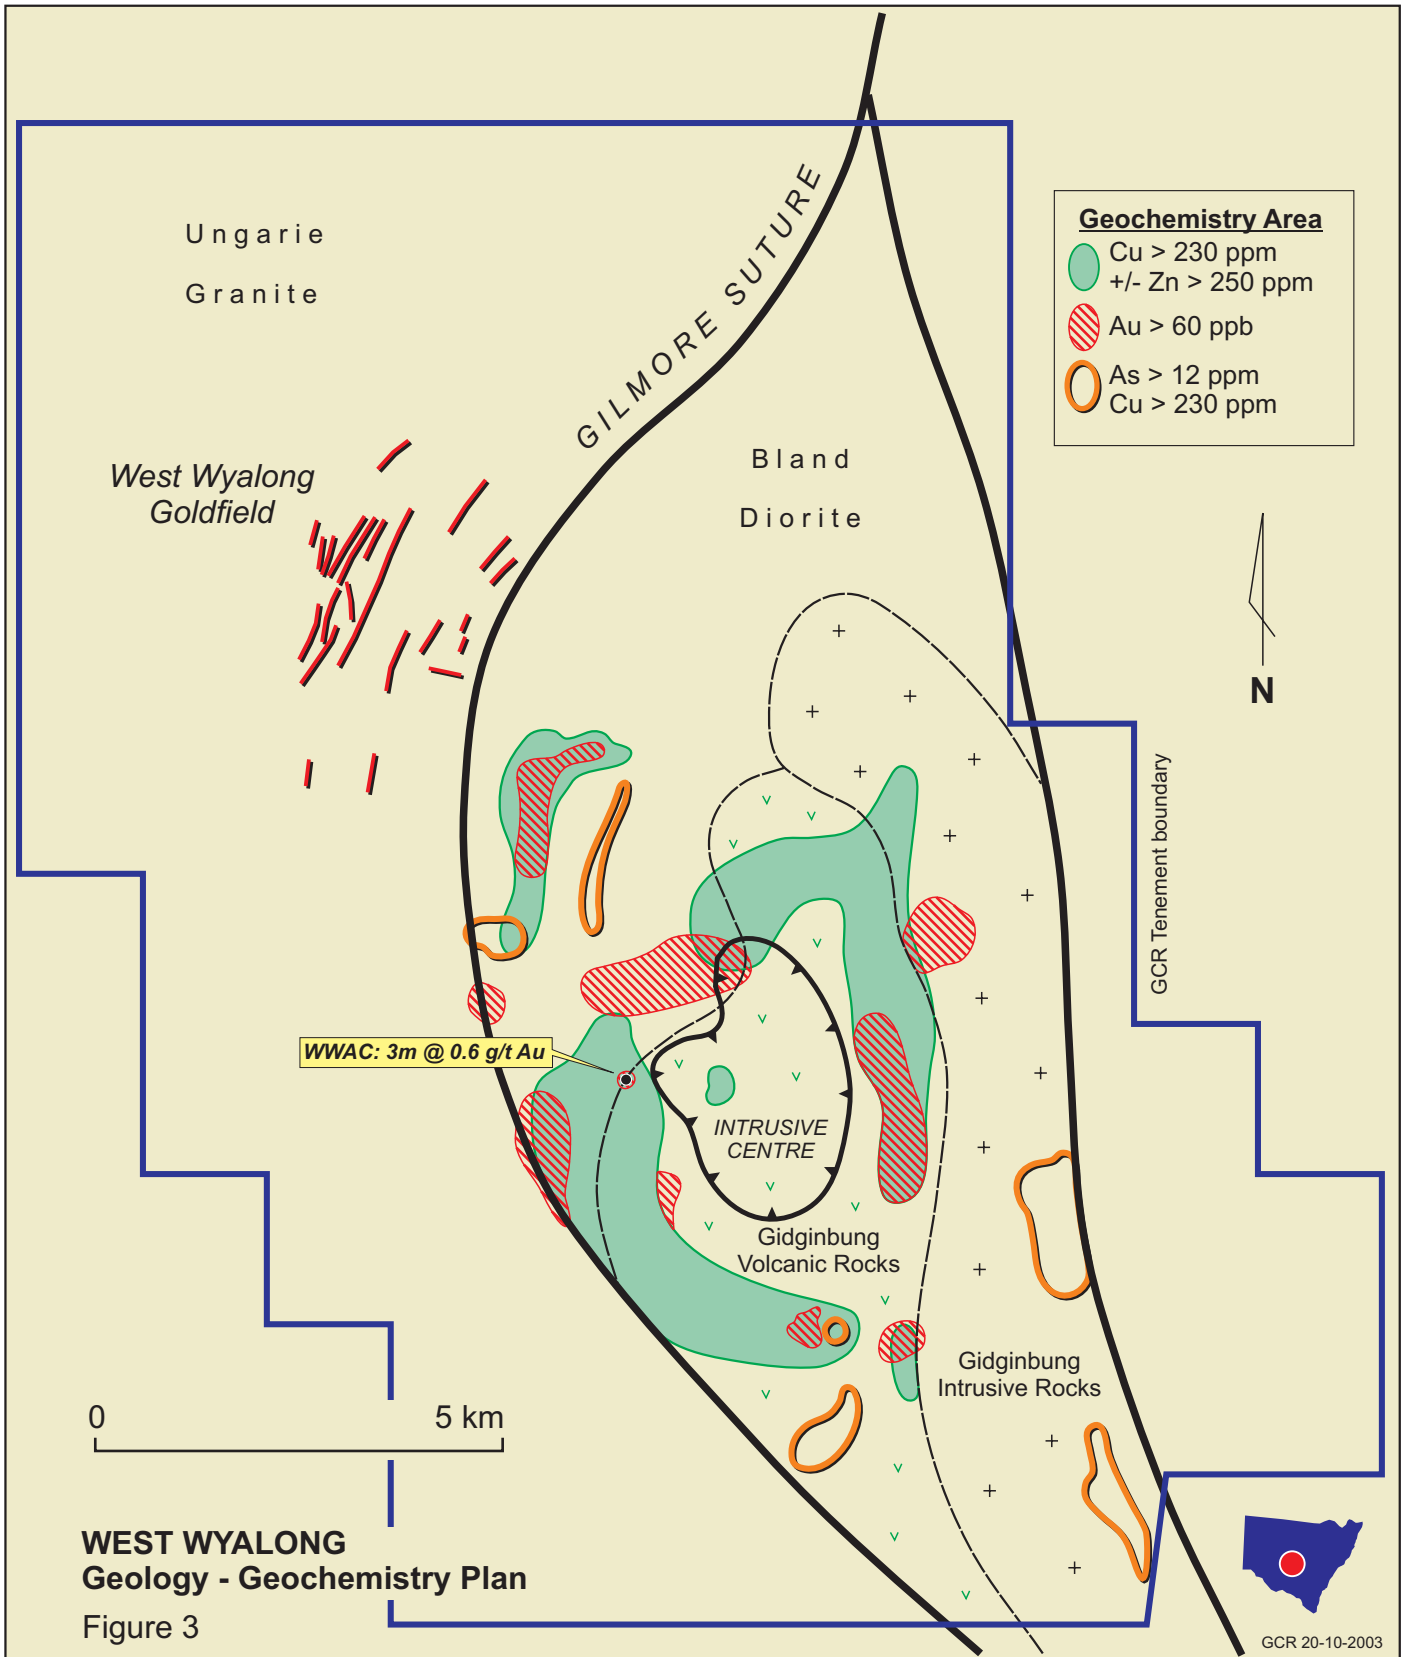 Geochemistry Area
Cu > 230 ppm
+/- Zn > 250 ppm
Au > 60 ppb
As > 12 ppm
Cu > 230 ppm
Ungarie
Granite
GILMORE SUTURE
West Wyalong
Goldfield
Bland
Diorite
N
GCR Tenement boundary
WWAC: 3m @ 0.6 g/t Au
INTRUSIVE
CENTRE
Gidginbung
Volcanic Rocks
Gidginbung
Intrusive Rocks
0 5 km
WEST WYALONG
Geology - Geochemistry Plan
Figure 3
GCR 20-10-2003